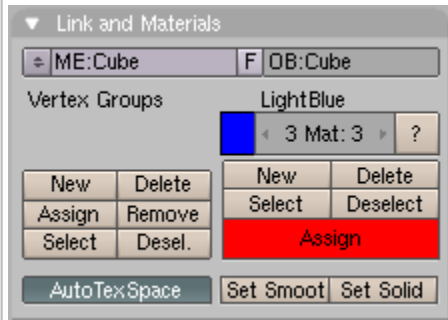 Link and Materials
ME:Cube F OB:Cube
Vertex Groups LightBlue
3 Mat: 3 ?
New Delete New Delete
Assign Remove Select Deselect
Select Desel. Assign
AutoTexSpace Set Smoot Set Solid